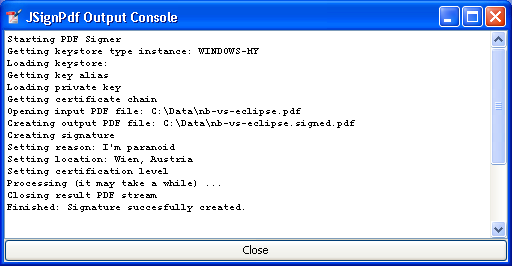 JSignPdf Output Console
Starting PDF Signer
Getting keystore type instance: WINDOWS-MY
Loading keystore:
Getting key alias
Loading private key
Getting certificate chain
Opening input PDF file: C:\Data\nb-vs-eclipse.pdf
Creating output PDF file: C:\Data\nb-vs-eclipse.signed.pdf
Creating signature
Setting reason: I'm paranoid
Setting location: Wien, Austria
Setting certification level
Processing (it may take a while) ...
Closing result PDF stream
Finished: Signature succesfully created.
Close